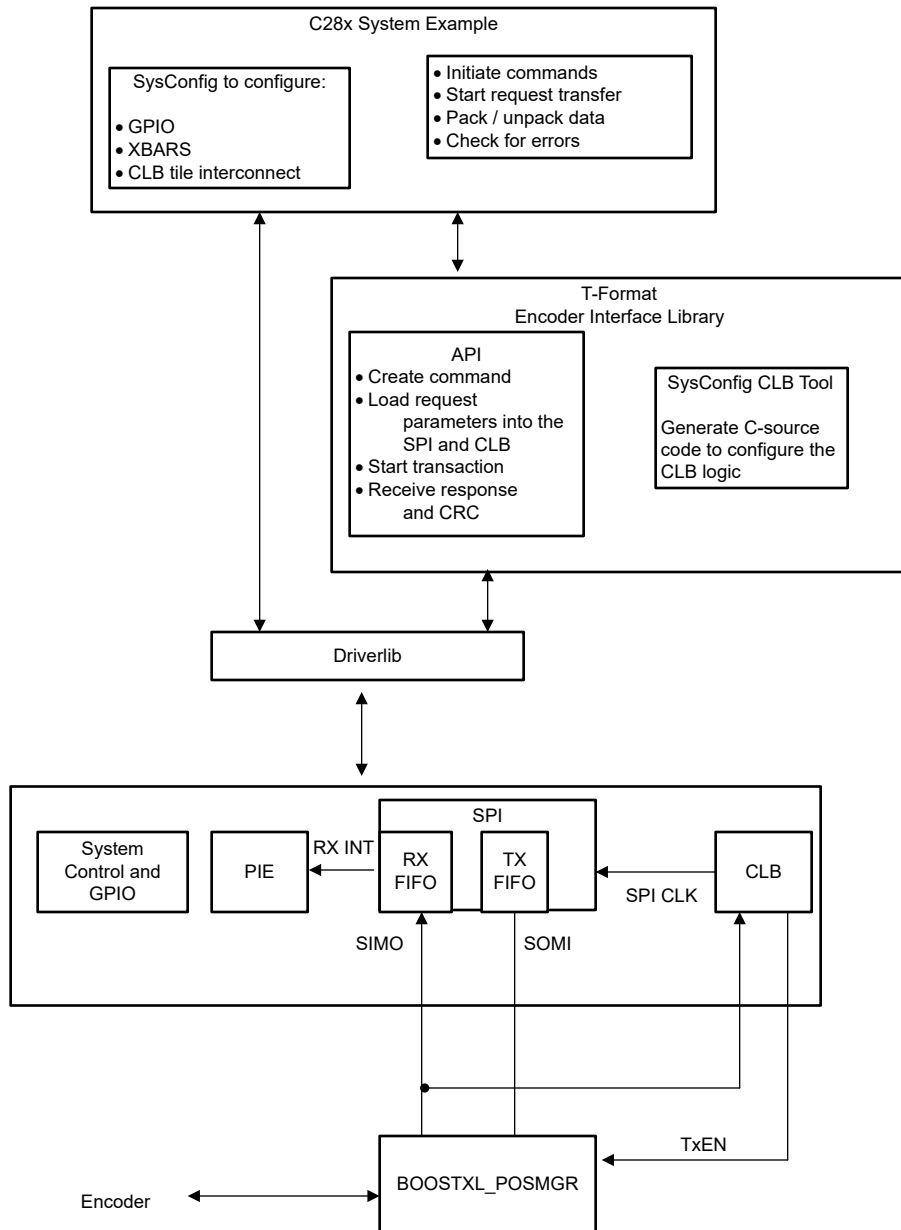 C28x System Example
SysConfig to configure:
• GPIO
• XBARS
• CLB tile interconnect
• Initiate commands
• Start request transfer
• Pack / unpack data
• Check for errors
T-Format
Encoder Interface Library
API
• Create command
• Load request
parameters into the
SPI and CLB
• Start transaction
• Receive response
and CRC
SysConfig CLB Tool
Generate C-source
code to configure the
CLB logic
Driverlib
System
Control and
GPIO
PIE
RX INT
SPI
RX
FIFO
TX
FIFO
SPI CLK
CLB
SIMO
SOMI
TxEN
BOOSTXL_POSMGR
Encoder